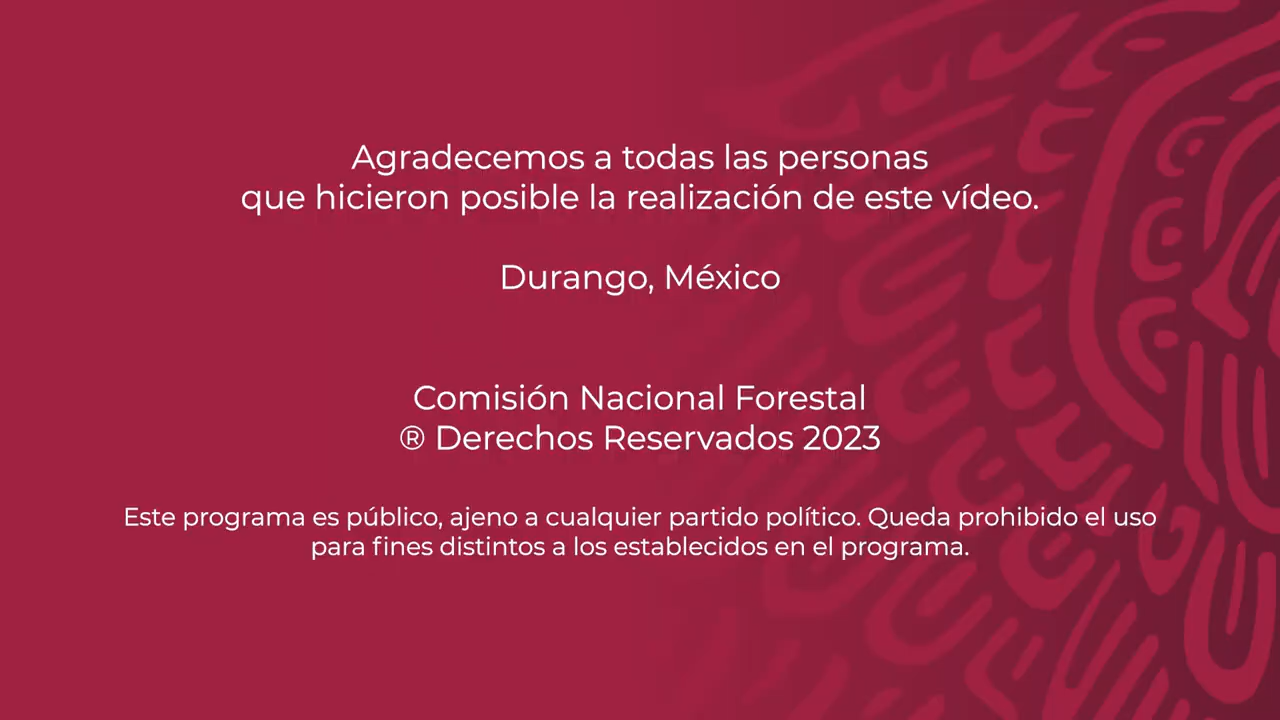 Agradecemos a todas las personas
que hicieron posible la realización de este vídeo.
Durango, México
Comisión Nacional Forestal
® Derechos Reservados 2023
Este programa es público, ajeno a cualquier partido político. Queda prohibido el uso
para fines distintos a los establecidos en el programa.